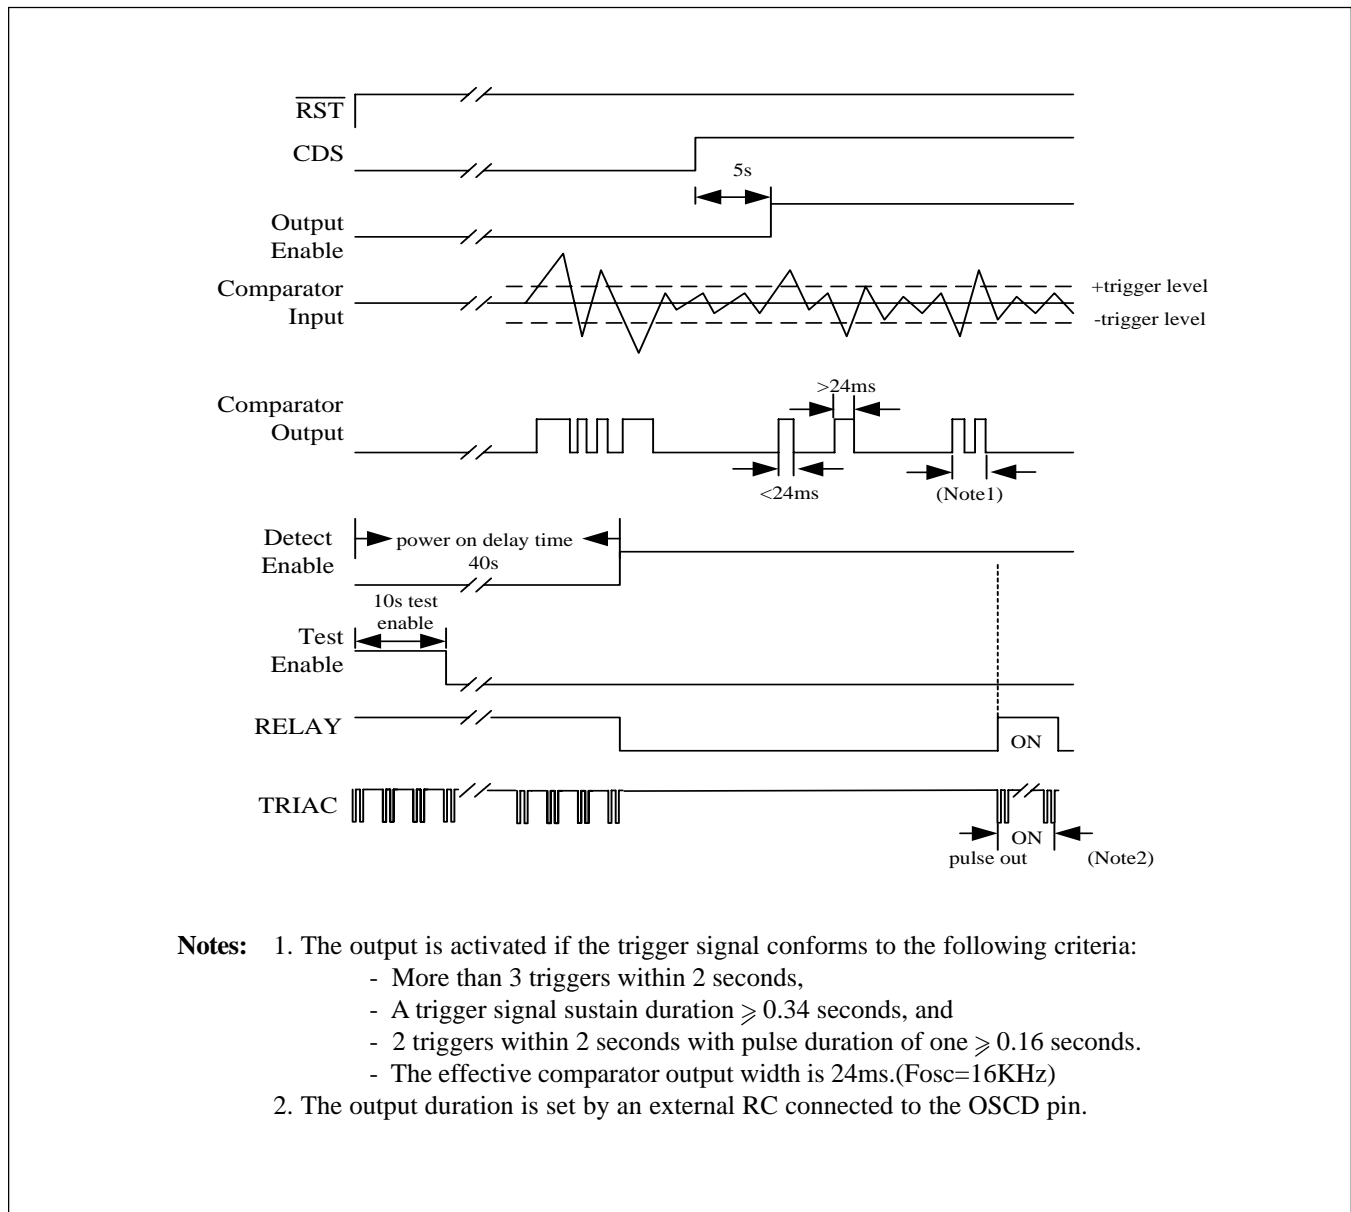 RST
CDS
5s
Output
Enable
Comparator
Input
+trigger level
-trigger level
>24ms
Comparator
Output
<24ms
(Note1)
Detect
Enable
power on delay time
40s
10s test
enable
Test
Enable
RELAY
ON
TRIAC
ON
pulse out
(Note2)
Notes: 1. The output is activated if the trigger signal conforms to the following criteria:
- More than 3 triggers within 2 seconds,
- A trigger signal sustain duration ⩾ 0.34 seconds, and
- 2 triggers within 2 seconds with pulse duration of one ⩾ 0.16 seconds.
- The effective comparator output width is 24ms.(Fosc=16KHz)
2. The output duration is set by an external RC connected to the OSCD pin.